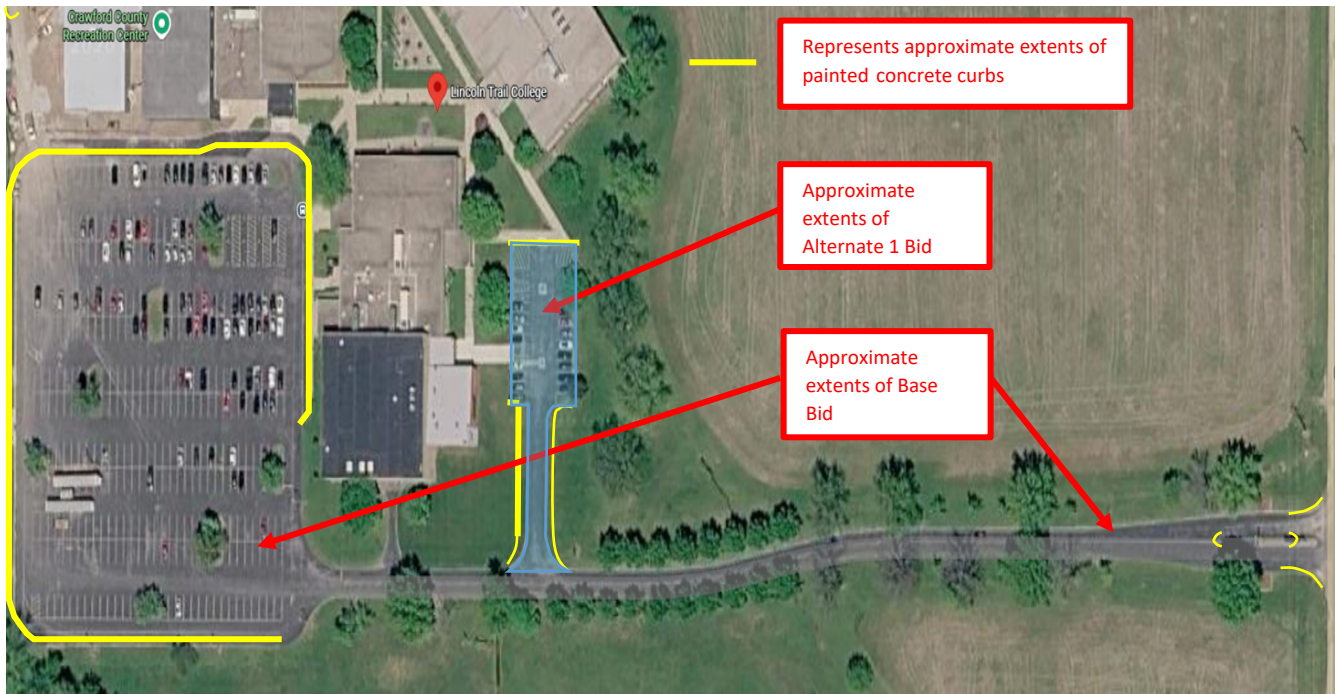 Crawford County
Recreation Center
Represents approximate extents of
painted concrete curbs
Lincoln Trail College
Approximate
extents of
Alternate 1 Bid
Approximate
extents of Base
Bid